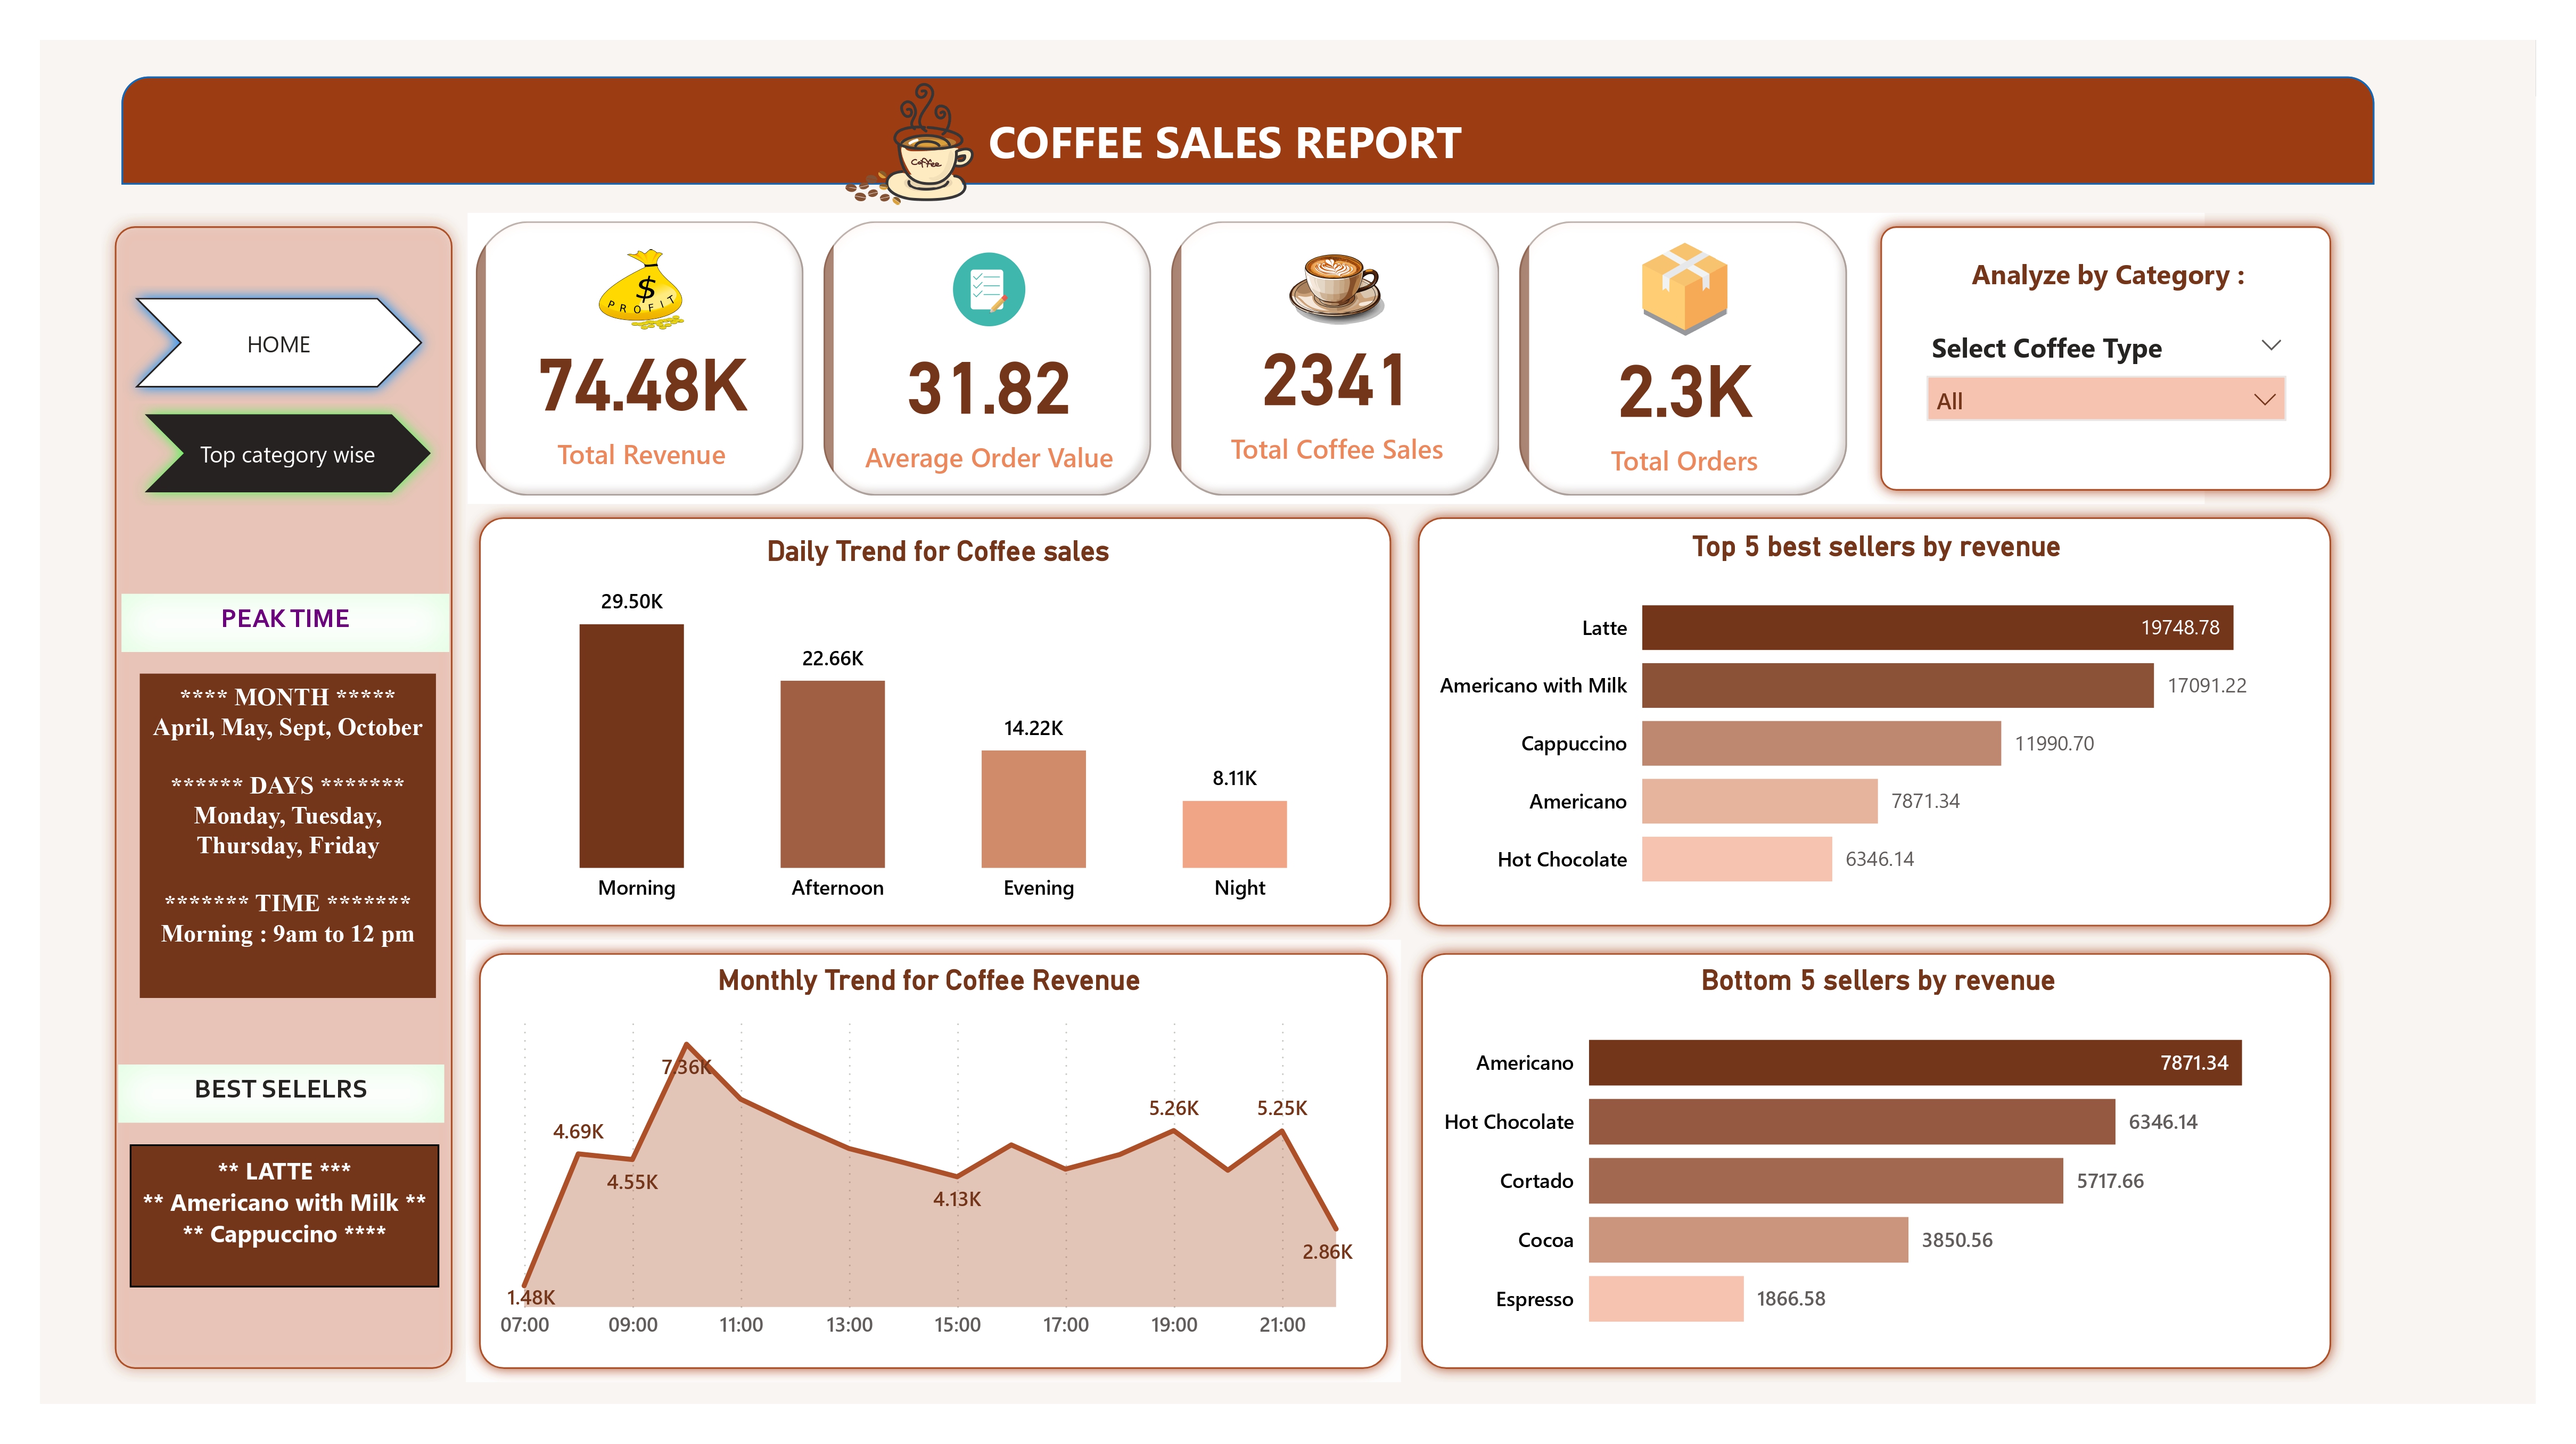 COFFEE SALES REPORT
Coffee
HOME
Top category wise
PEAK TIME
**** MONTH *****
April, May, Sept, October
****** DAYS *******
Monday, Tuesday,
Thursday, Friday
******* TIME *******
Morning : 9am to 12 pm
BEST SELELRS
** LATTE ***
** Americano with Milk **
** Cappuccino ****
$
PROFIT
74.48K
Total Revenue
31.82
Average Order Value
2341
Total Coffee Sales
2.3K
Total Orders
Analyze by Category :
Select Coffee Type
All
Daily Trend for Coffee sales
29.50K
22.66K
14.22K
8.11K
Morning Afternoon Evening Night
Top 5 best sellers by revenue
Latte 19748.78
Americano with Milk 17091.22
Cappuccino 11990.70
Americano 7871.34
Hot Chocolate 6346.14
Monthly Trend for Coffee Revenue
7.36K
5.26K 5.25K
4.69K
4.55K
4.13K
2.86K
1.48K
07:00 09:00 11:00 13:00 15:00 17:00 19:00 21:00
Bottom 5 sellers by revenue
Americano 7871.34
Hot Chocolate 6346.14
Cortado 5717.66
Cocoa 3850.56
Espresso 1866.58